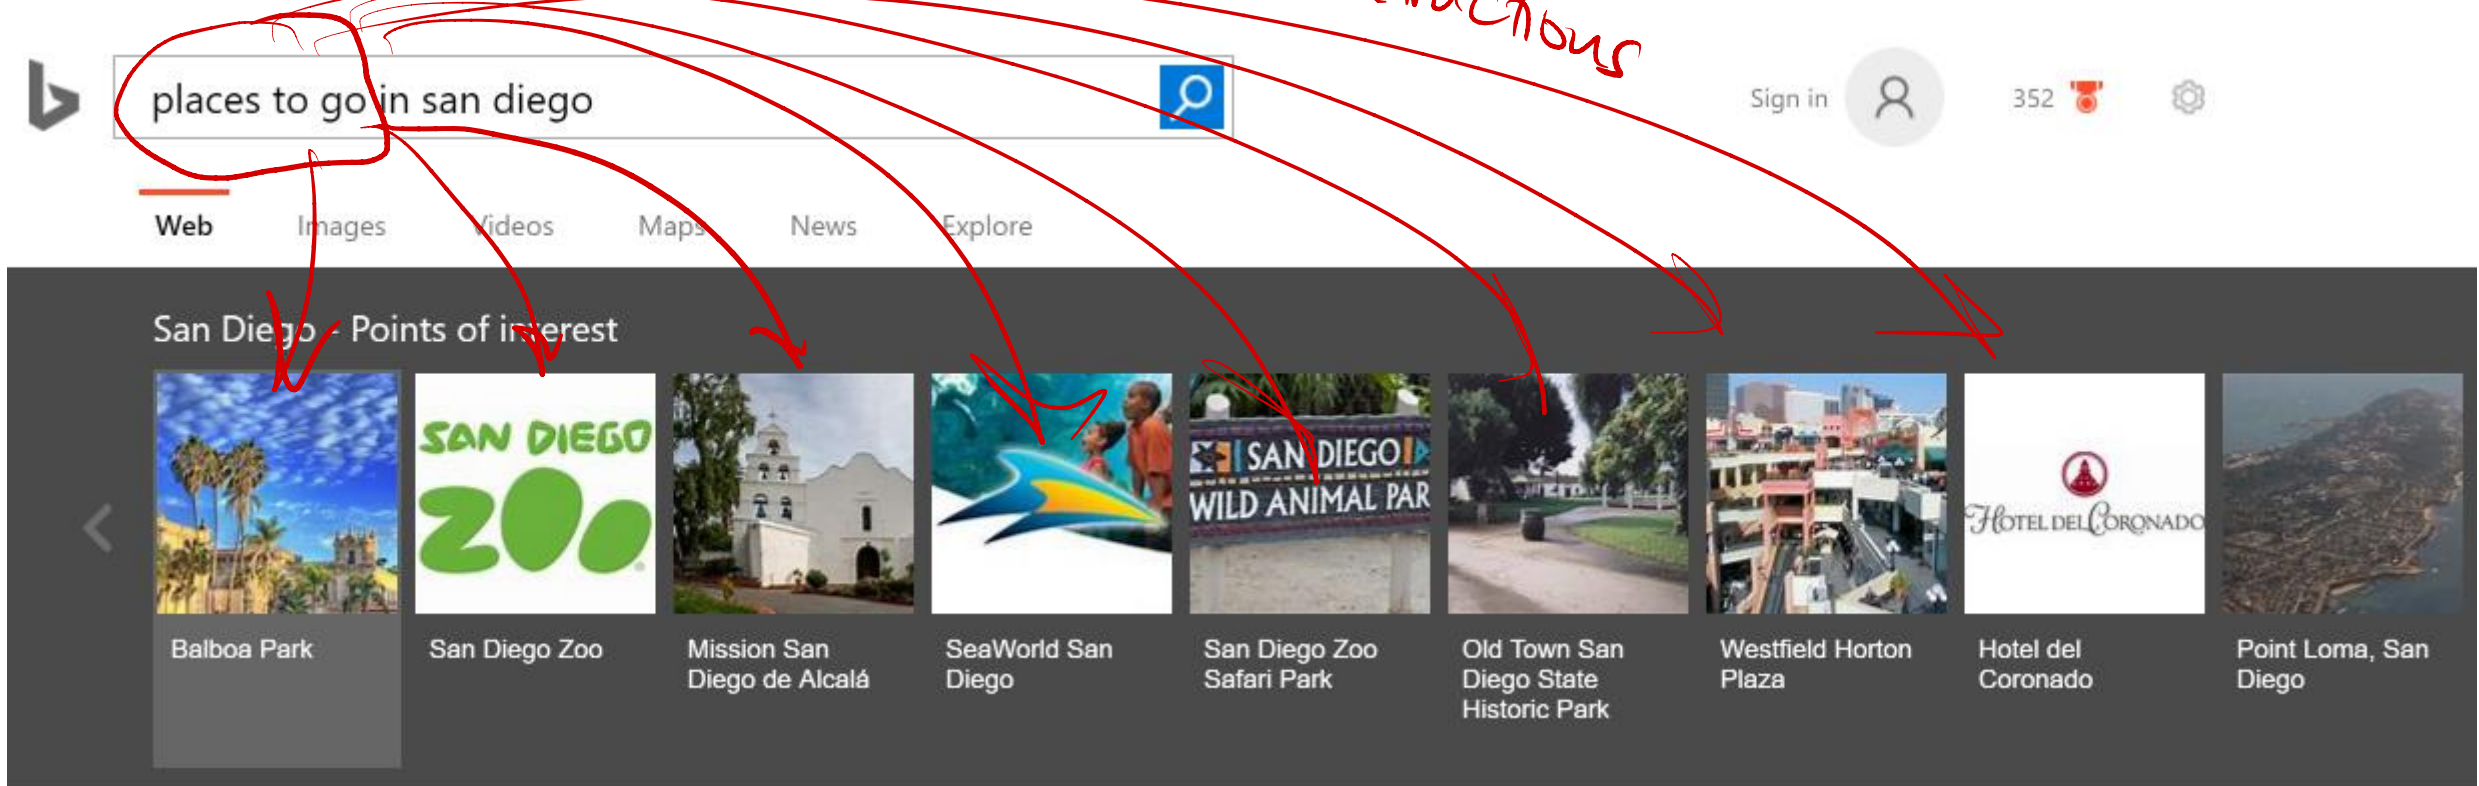 places to go in san diego
Sign in
352
Web
Images
Videos
Maps
News
Explore
San Diego - Points of interest
SAN DIEGO
ZOO
SAN DIEGO
WILD ANIMAL PAR
HOTEL DEL CORONADO
Balboa Park
San Diego Zoo
Mission San
Diego de Alcalá
SeaWorld San
Diego
San Diego Zoo
Safari Park
Old Town San
Diego State
Historic Park
Westfield Horton
Plaza
Hotel del
Coronado
Point Loma, San
Diego